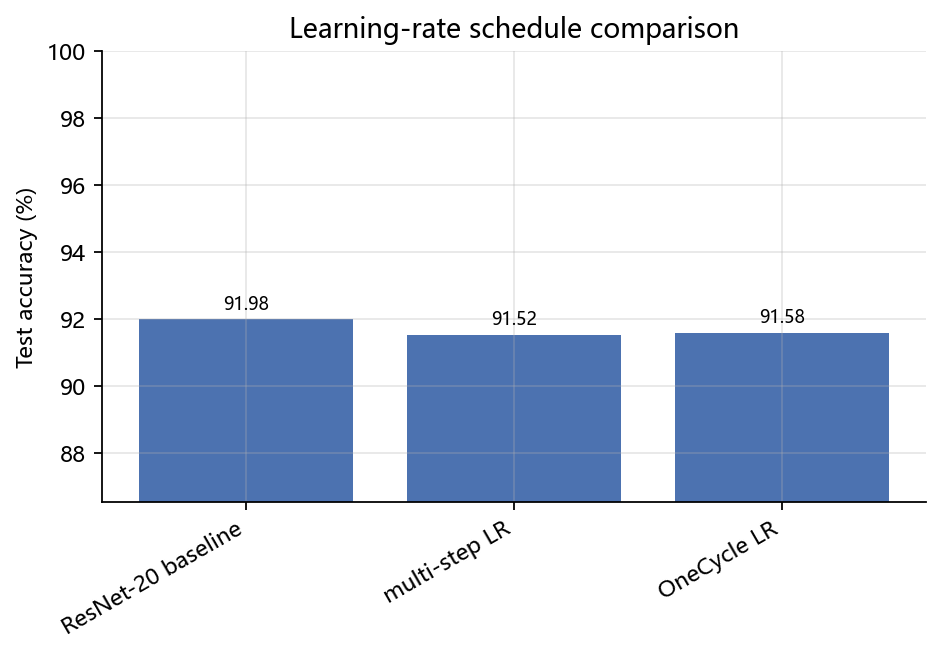 Learning-rate schedule comparison
Test accuracy (%)
100
98
96
94
92
90
88
91.98
91.52
91.58
ResNet-20 baseline
multi-step LR
OneCycle LR